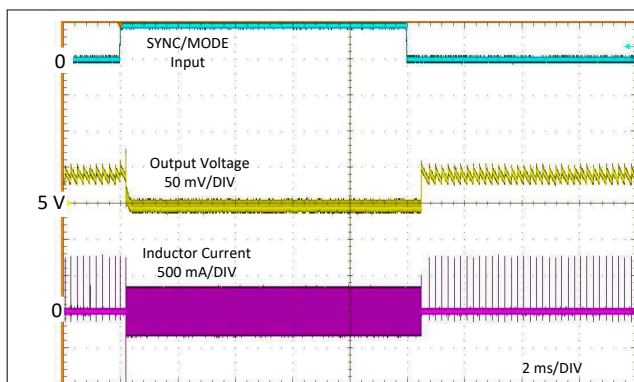 0
SYNC/MODE
Input
Output Voltage
50 mV/DIV
5 V
Inductor Current
500 mA/DIV
0
2 ms/DIV